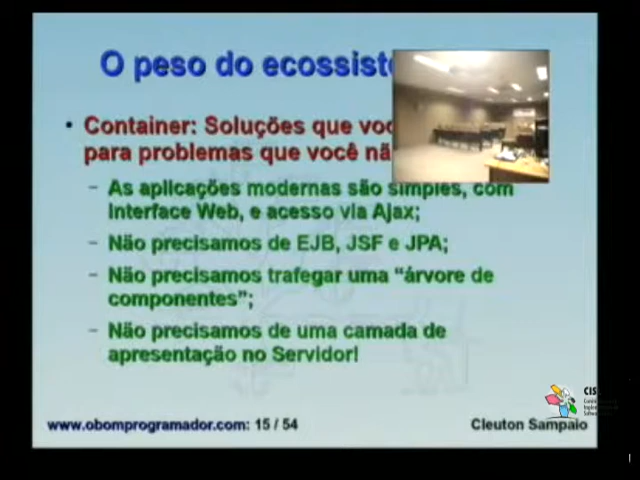 O peso do ecossist
• Container: Soluções que voc
para problemas que você nã
– As aplicações modernas são simples, com
Interface Web, e acesso via Ajax;
– Não precisamos de EJB, JSF e JPA;
– Não precisamos trafegar uma “árvore de
componentes”;
– Não precisamos de uma camada de
apresentação no Servidor!
CIS
www.obomprogramador.com: 15 / 54
Cleuton Sampaio